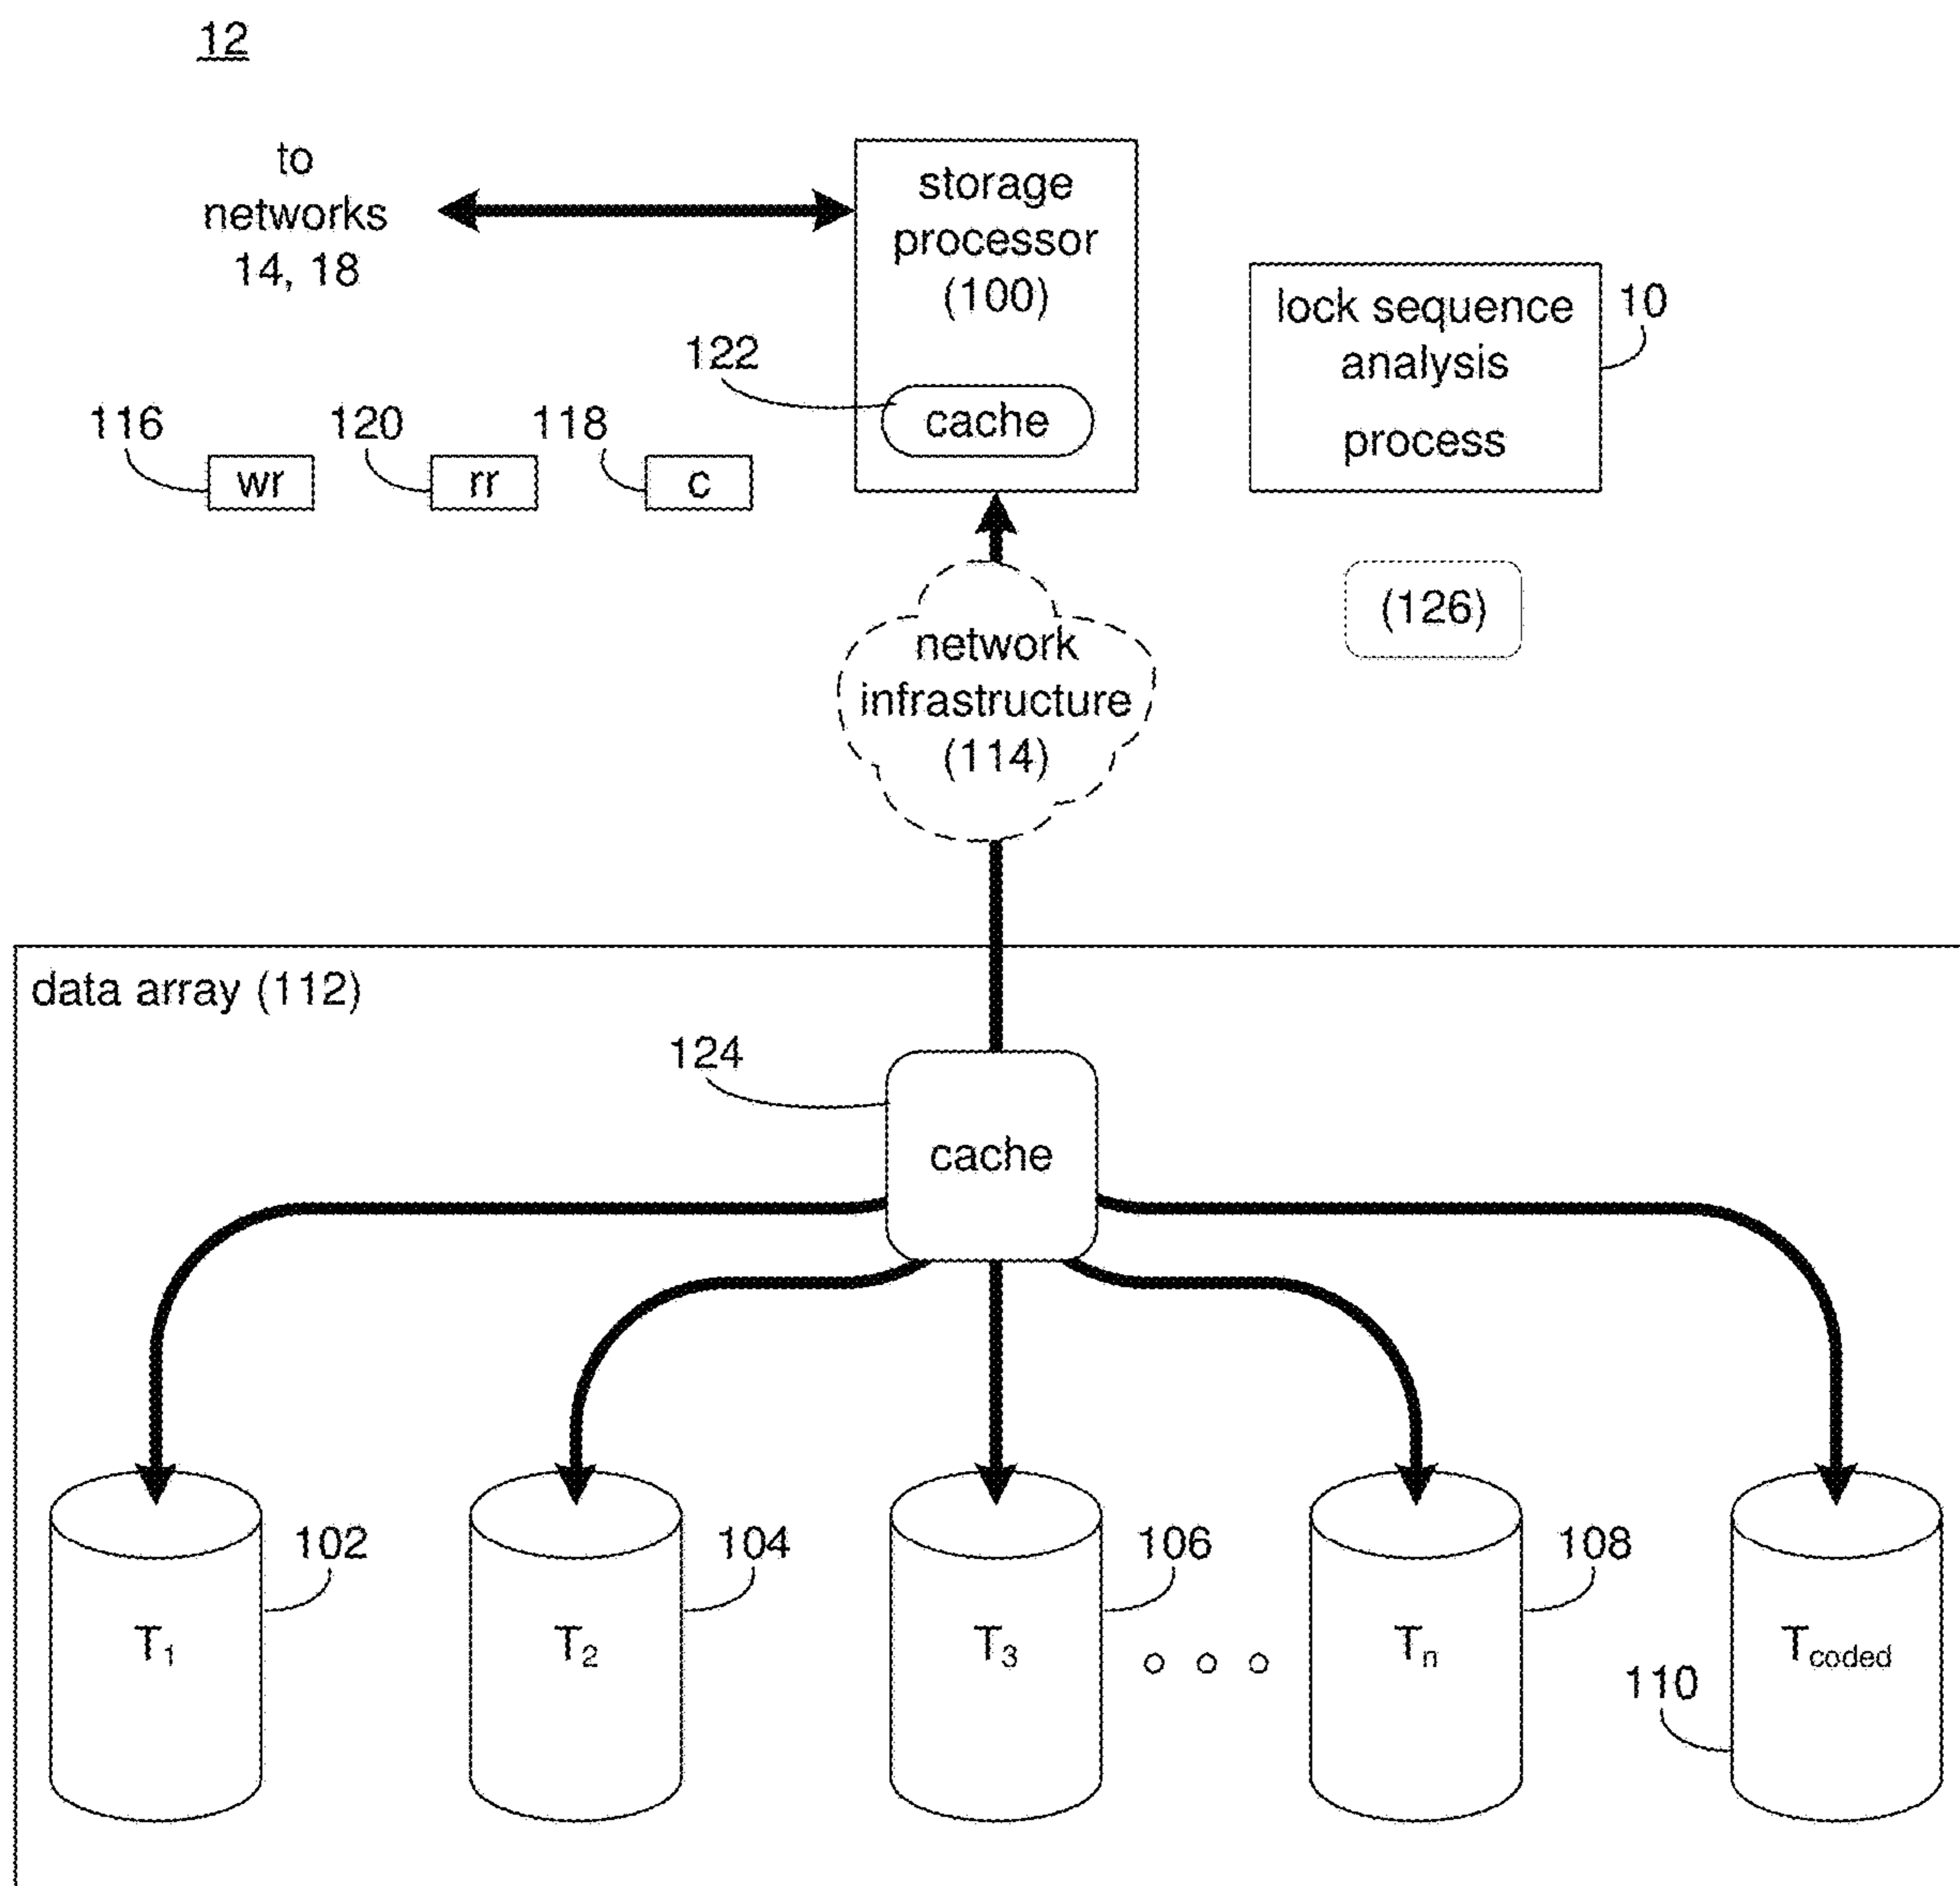 12
to
networks
14, 18
storage
processor
(100)
122
cache
lock sequence
analysis
process
10
116
120
118
wr
rr
c
(126)
network
infrastructure
(114)
data array (112)
124
cache
102
104
106
108
T1
T2
T3
Tn
Tcoded
110